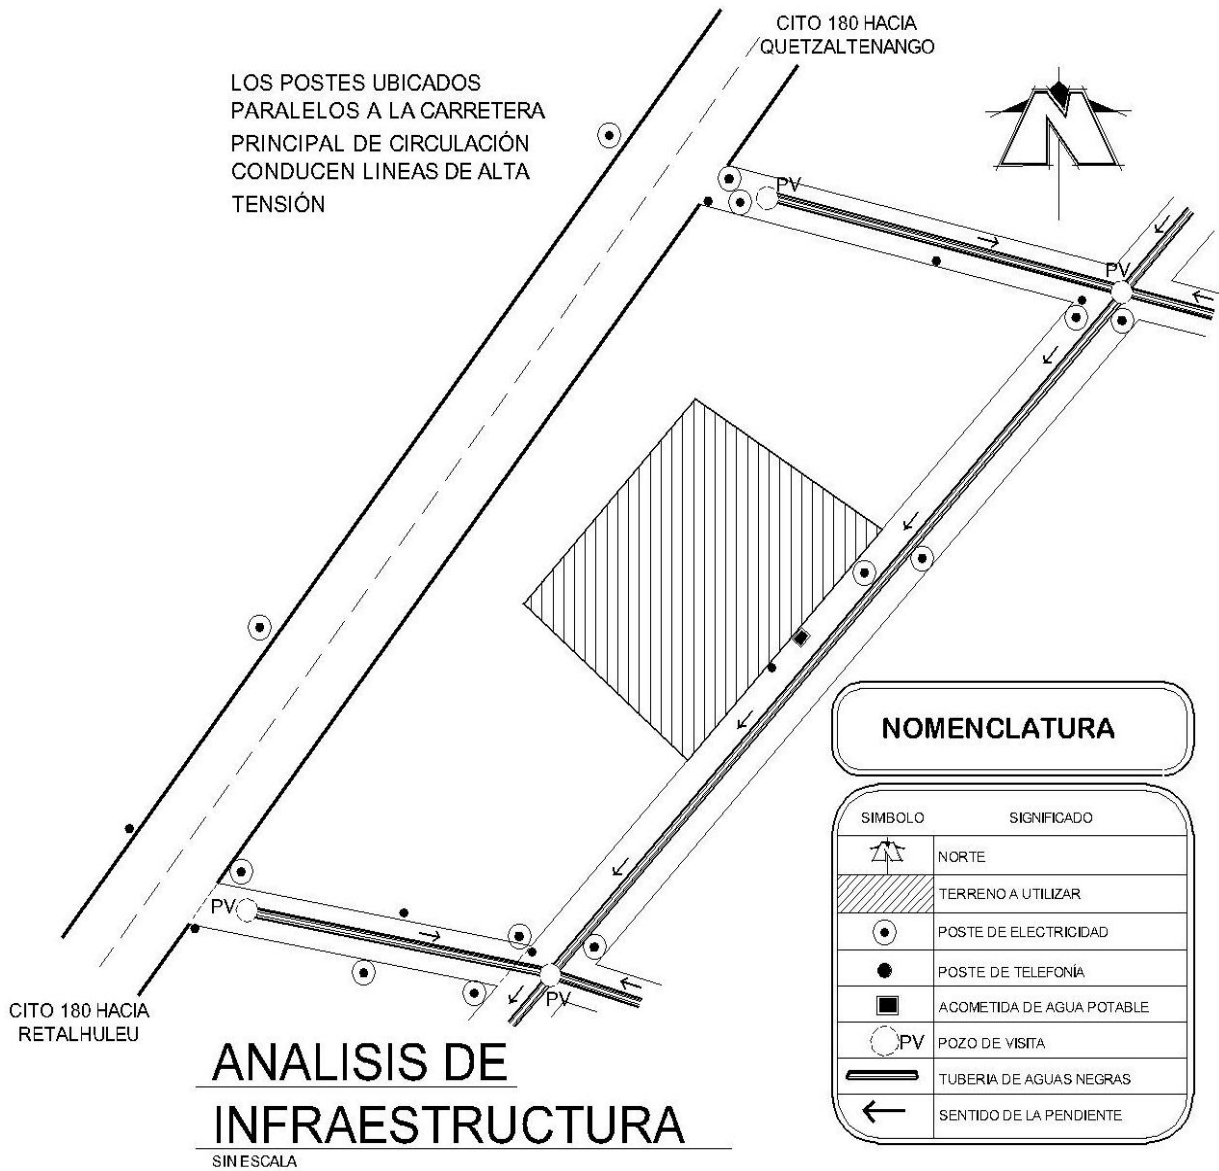 CITO 180 HACIA
QUETZALTENANGO
LOS POSTES UBICADOS
PARALELOS A LA CARRETERA
PRINCIPAL DE CIRCULACIÓN
CONDUCEN LINEAS DE ALTA
TENSIÓN
N
PV
PV
NOMENCLATURA
SIMBOLO SIGNIFICADO
NORTE
TERRENO A UTILIZAR
POSTE DE ELECTRICIDAD
POSTE DE TELEFONÍA
ACOMETIDA DE AGUA POTABLE
PV POZO DE VISITA
TUBERIA DE AGUAS NEGRAS
SENTIDO DE LA PENDIENTE
PV
PV
CITO 180 HACIA
RETALHULEU
ANALISIS DE
INFRAESTRUCTURA
SIN ESCALA